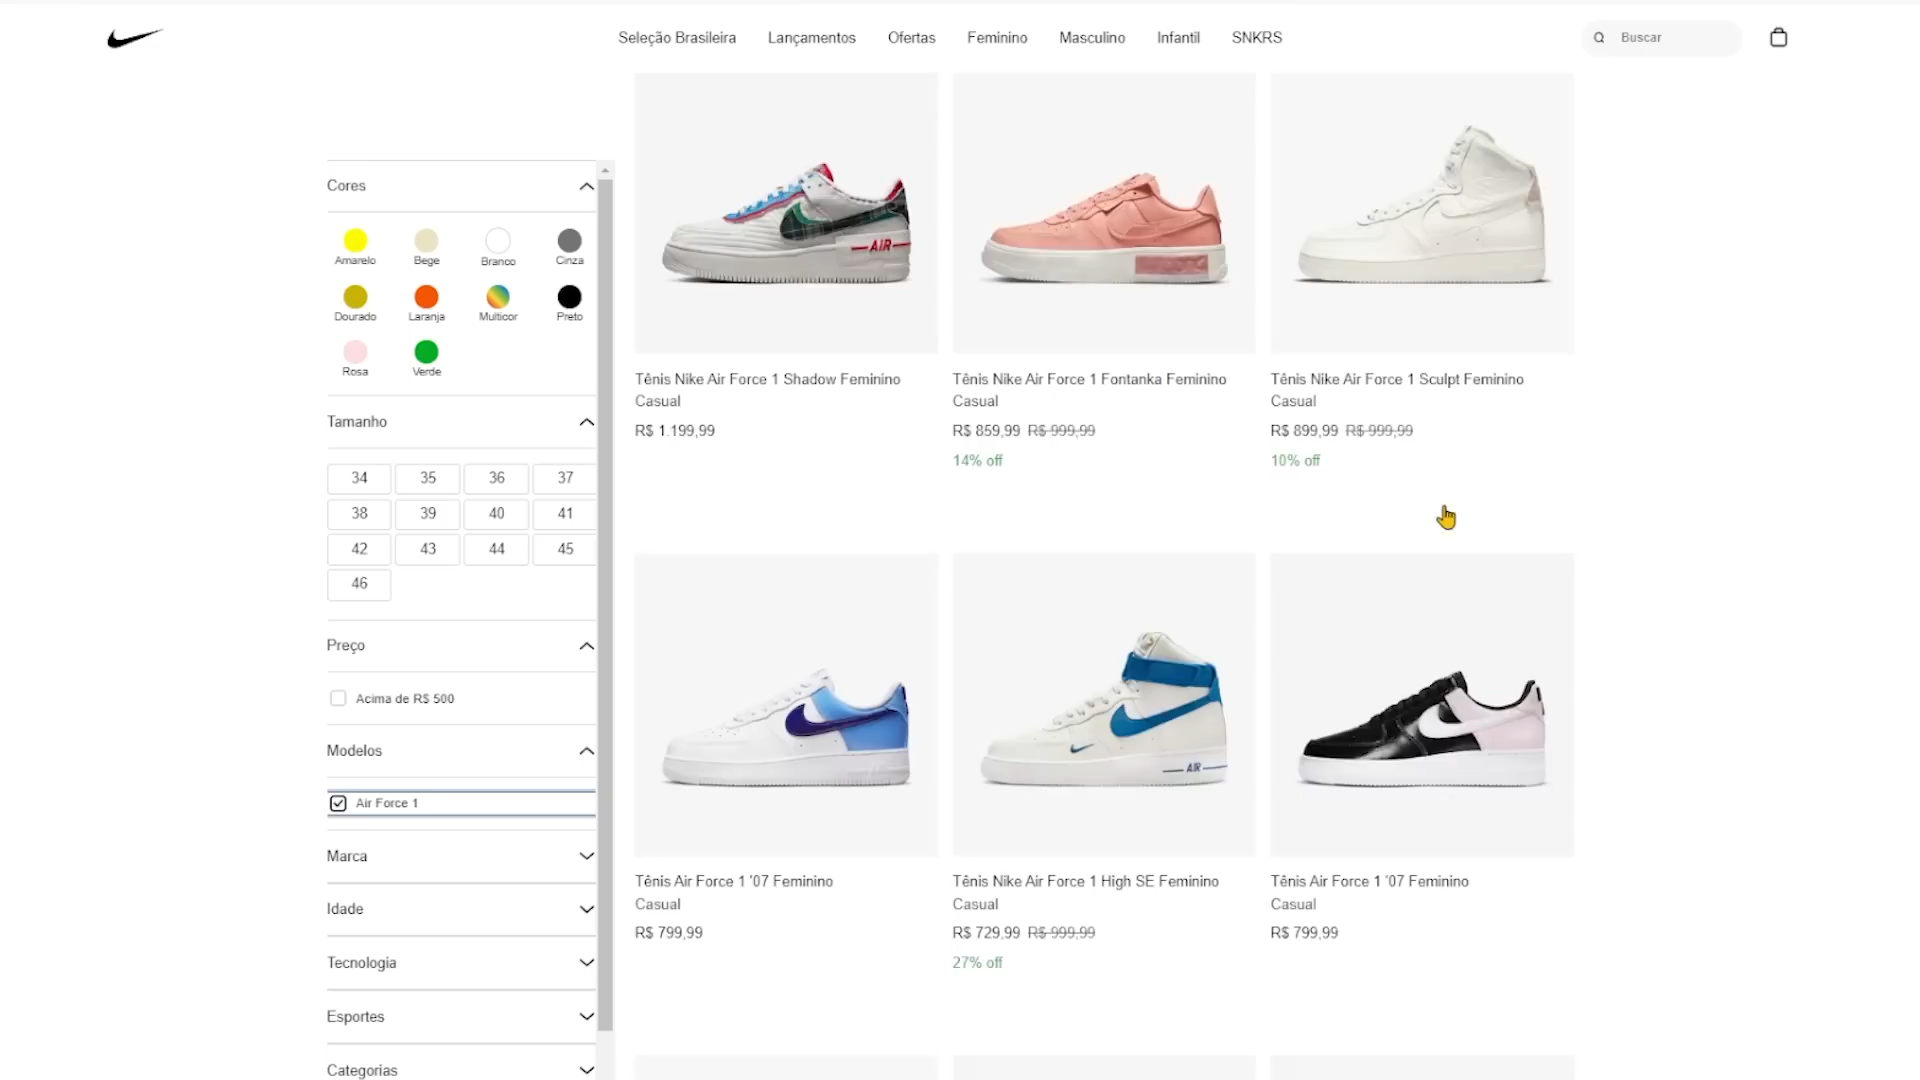 Seleção Brasileira Lançamentos Ofertas Feminino Masculino Infantil SNKRS Buscar
Cores
Amarelo Bege Branco Cinza
Dourado Laranja Multicor Preto
Rosa Verde
Tamanho
34 35 36 37
38 39 40 41
42 43 44 45
46
Preço
Acima de R$ 500
Modelos
Air Force 1
Marca
Idade
Tecnologia
Esportes
Categorias
AIR
Tênis Nike Air Force 1 Shadow Feminino
Casual
R$ 1.199,99
Tênis Nike Air Force 1 Fontanka Feminino
Casual
R$ 859,99 R$ 999,99
14% off
Tênis Nike Air Force 1 Sculpt Feminino
Casual
R$ 899,99 R$ 999,99
10% off
Tênis Air Force 1 '07 Feminino
Casual
R$ 799,99
AIR
Tênis Nike Air Force 1 High SE Feminino
Casual
R$ 729,99 R$ 999,99
27% off
Tênis Air Force 1 '07 Feminino
Casual
R$ 799,99